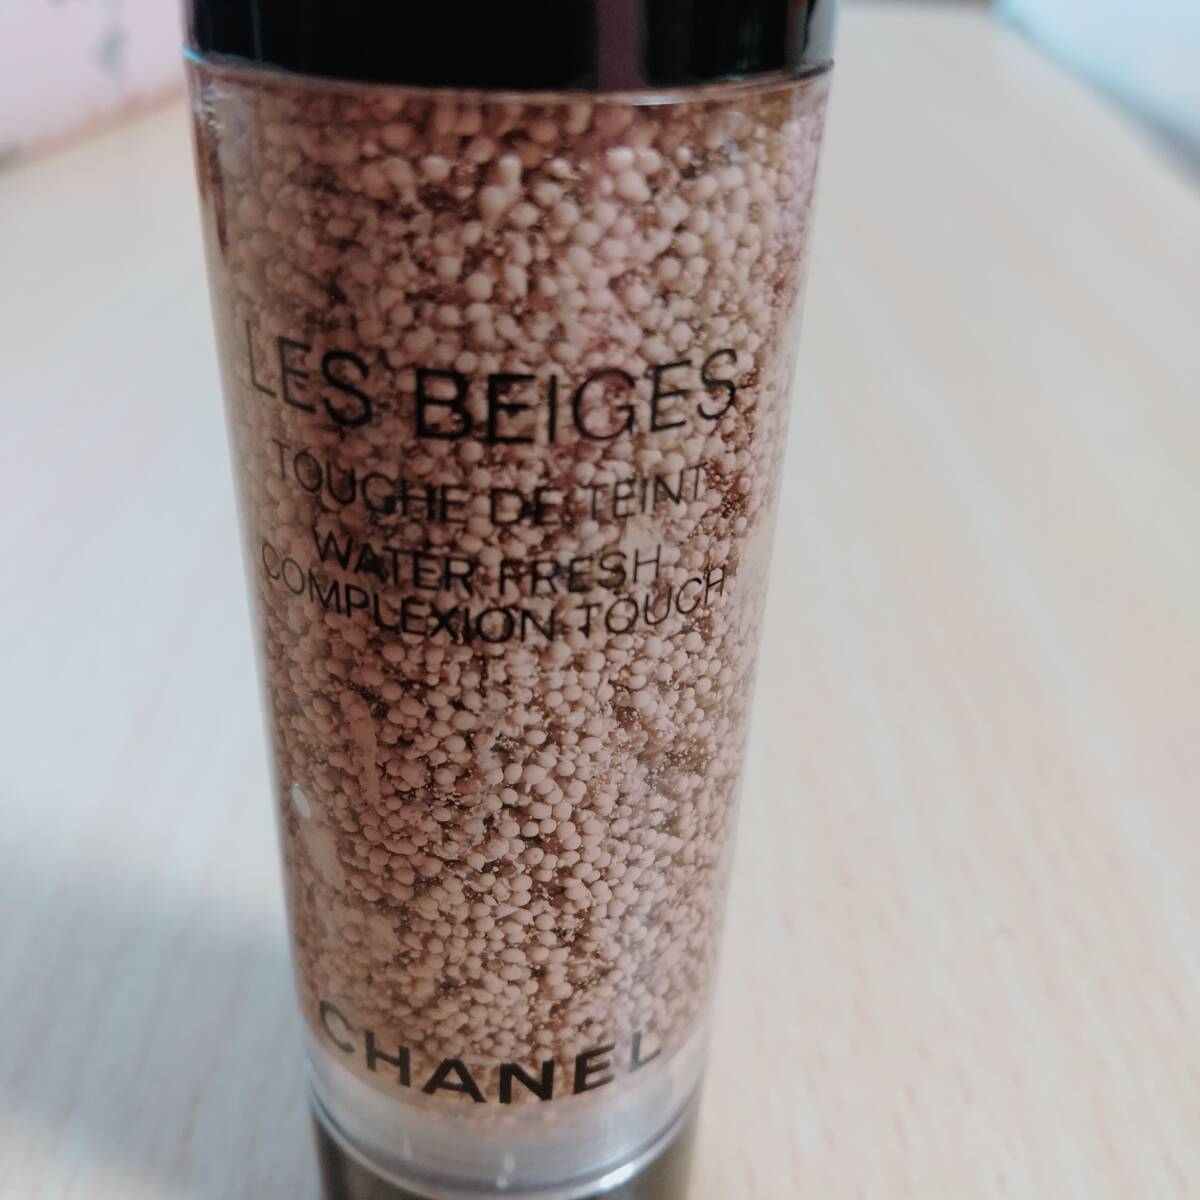 LES BEIGES
TOUCHE DE TEINT
WATER FRESH
COMPLEXION TOUCH
CHANEL